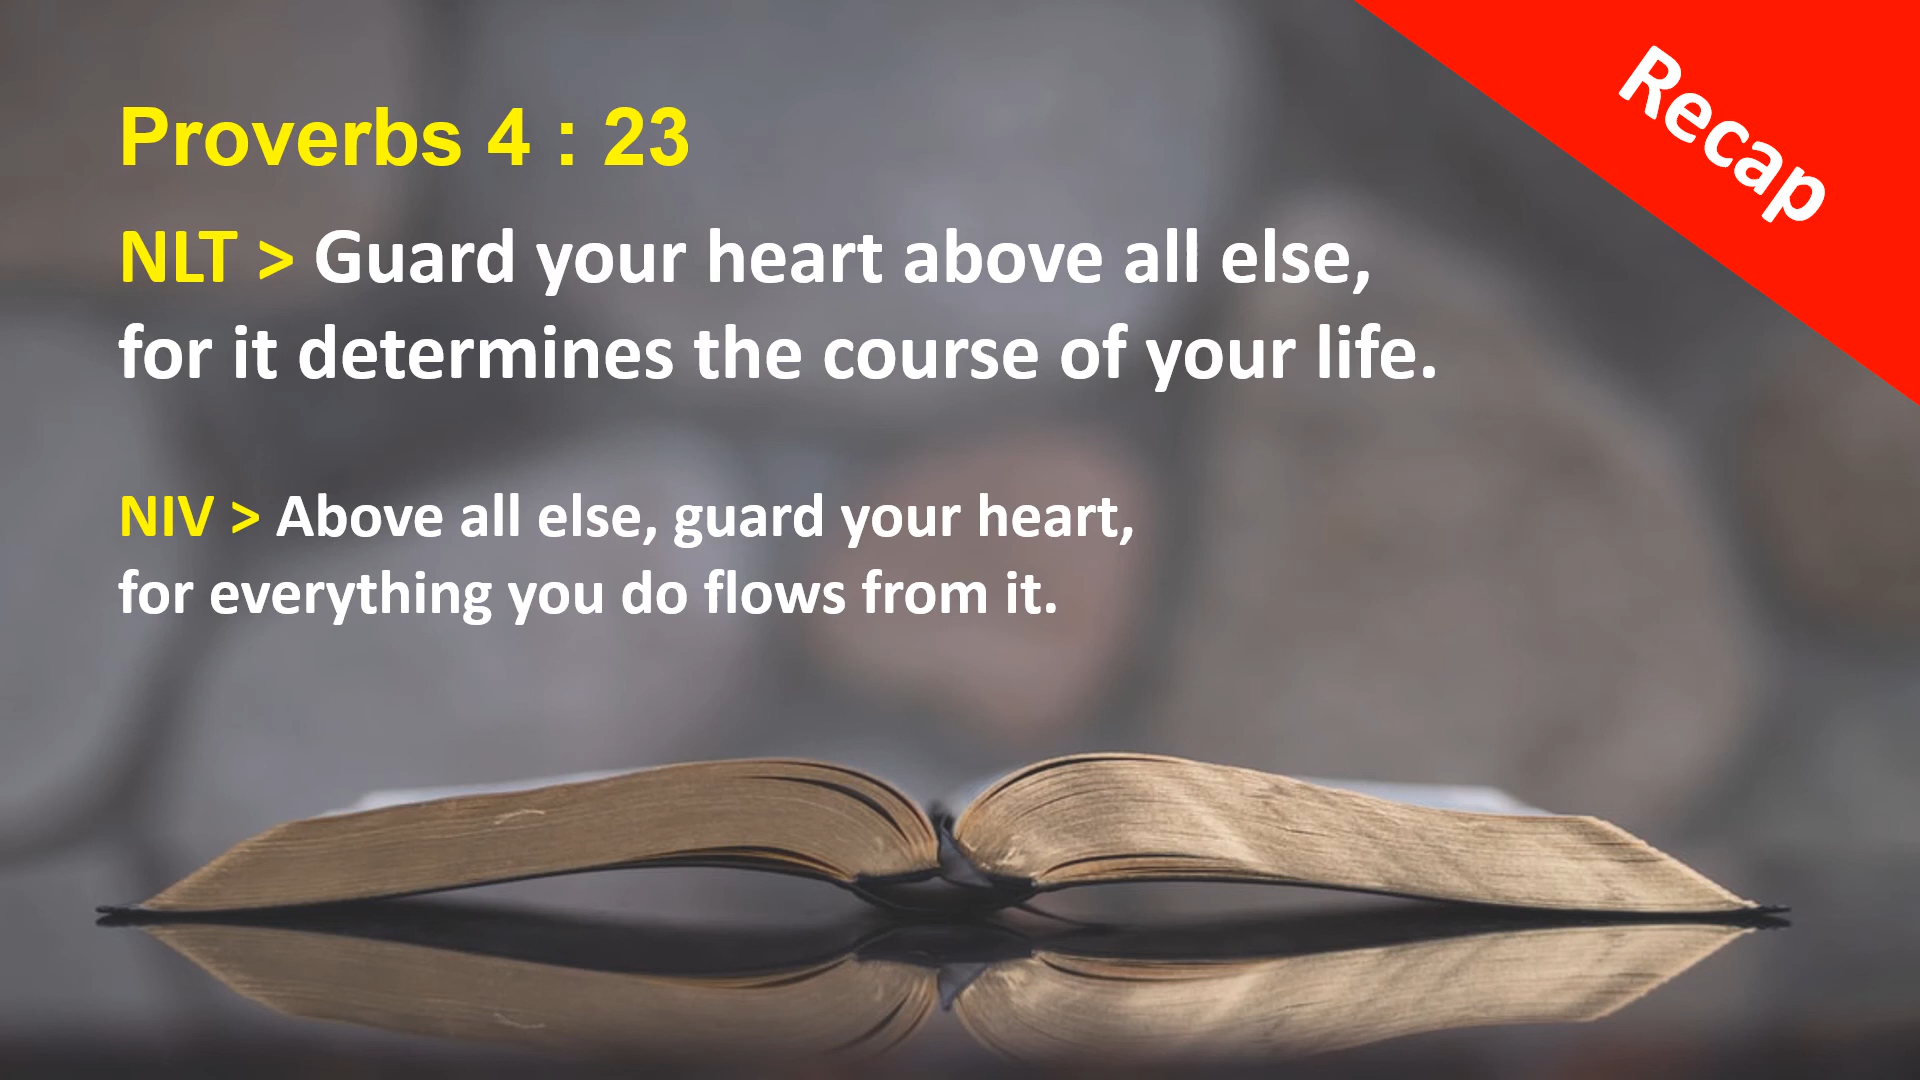 Recap
Proverbs 4 : 23
NLT > Guard your heart above all else,
for it determines the course of your life.
NIV > Above all else, guard your heart,
for everything you do flows from it.